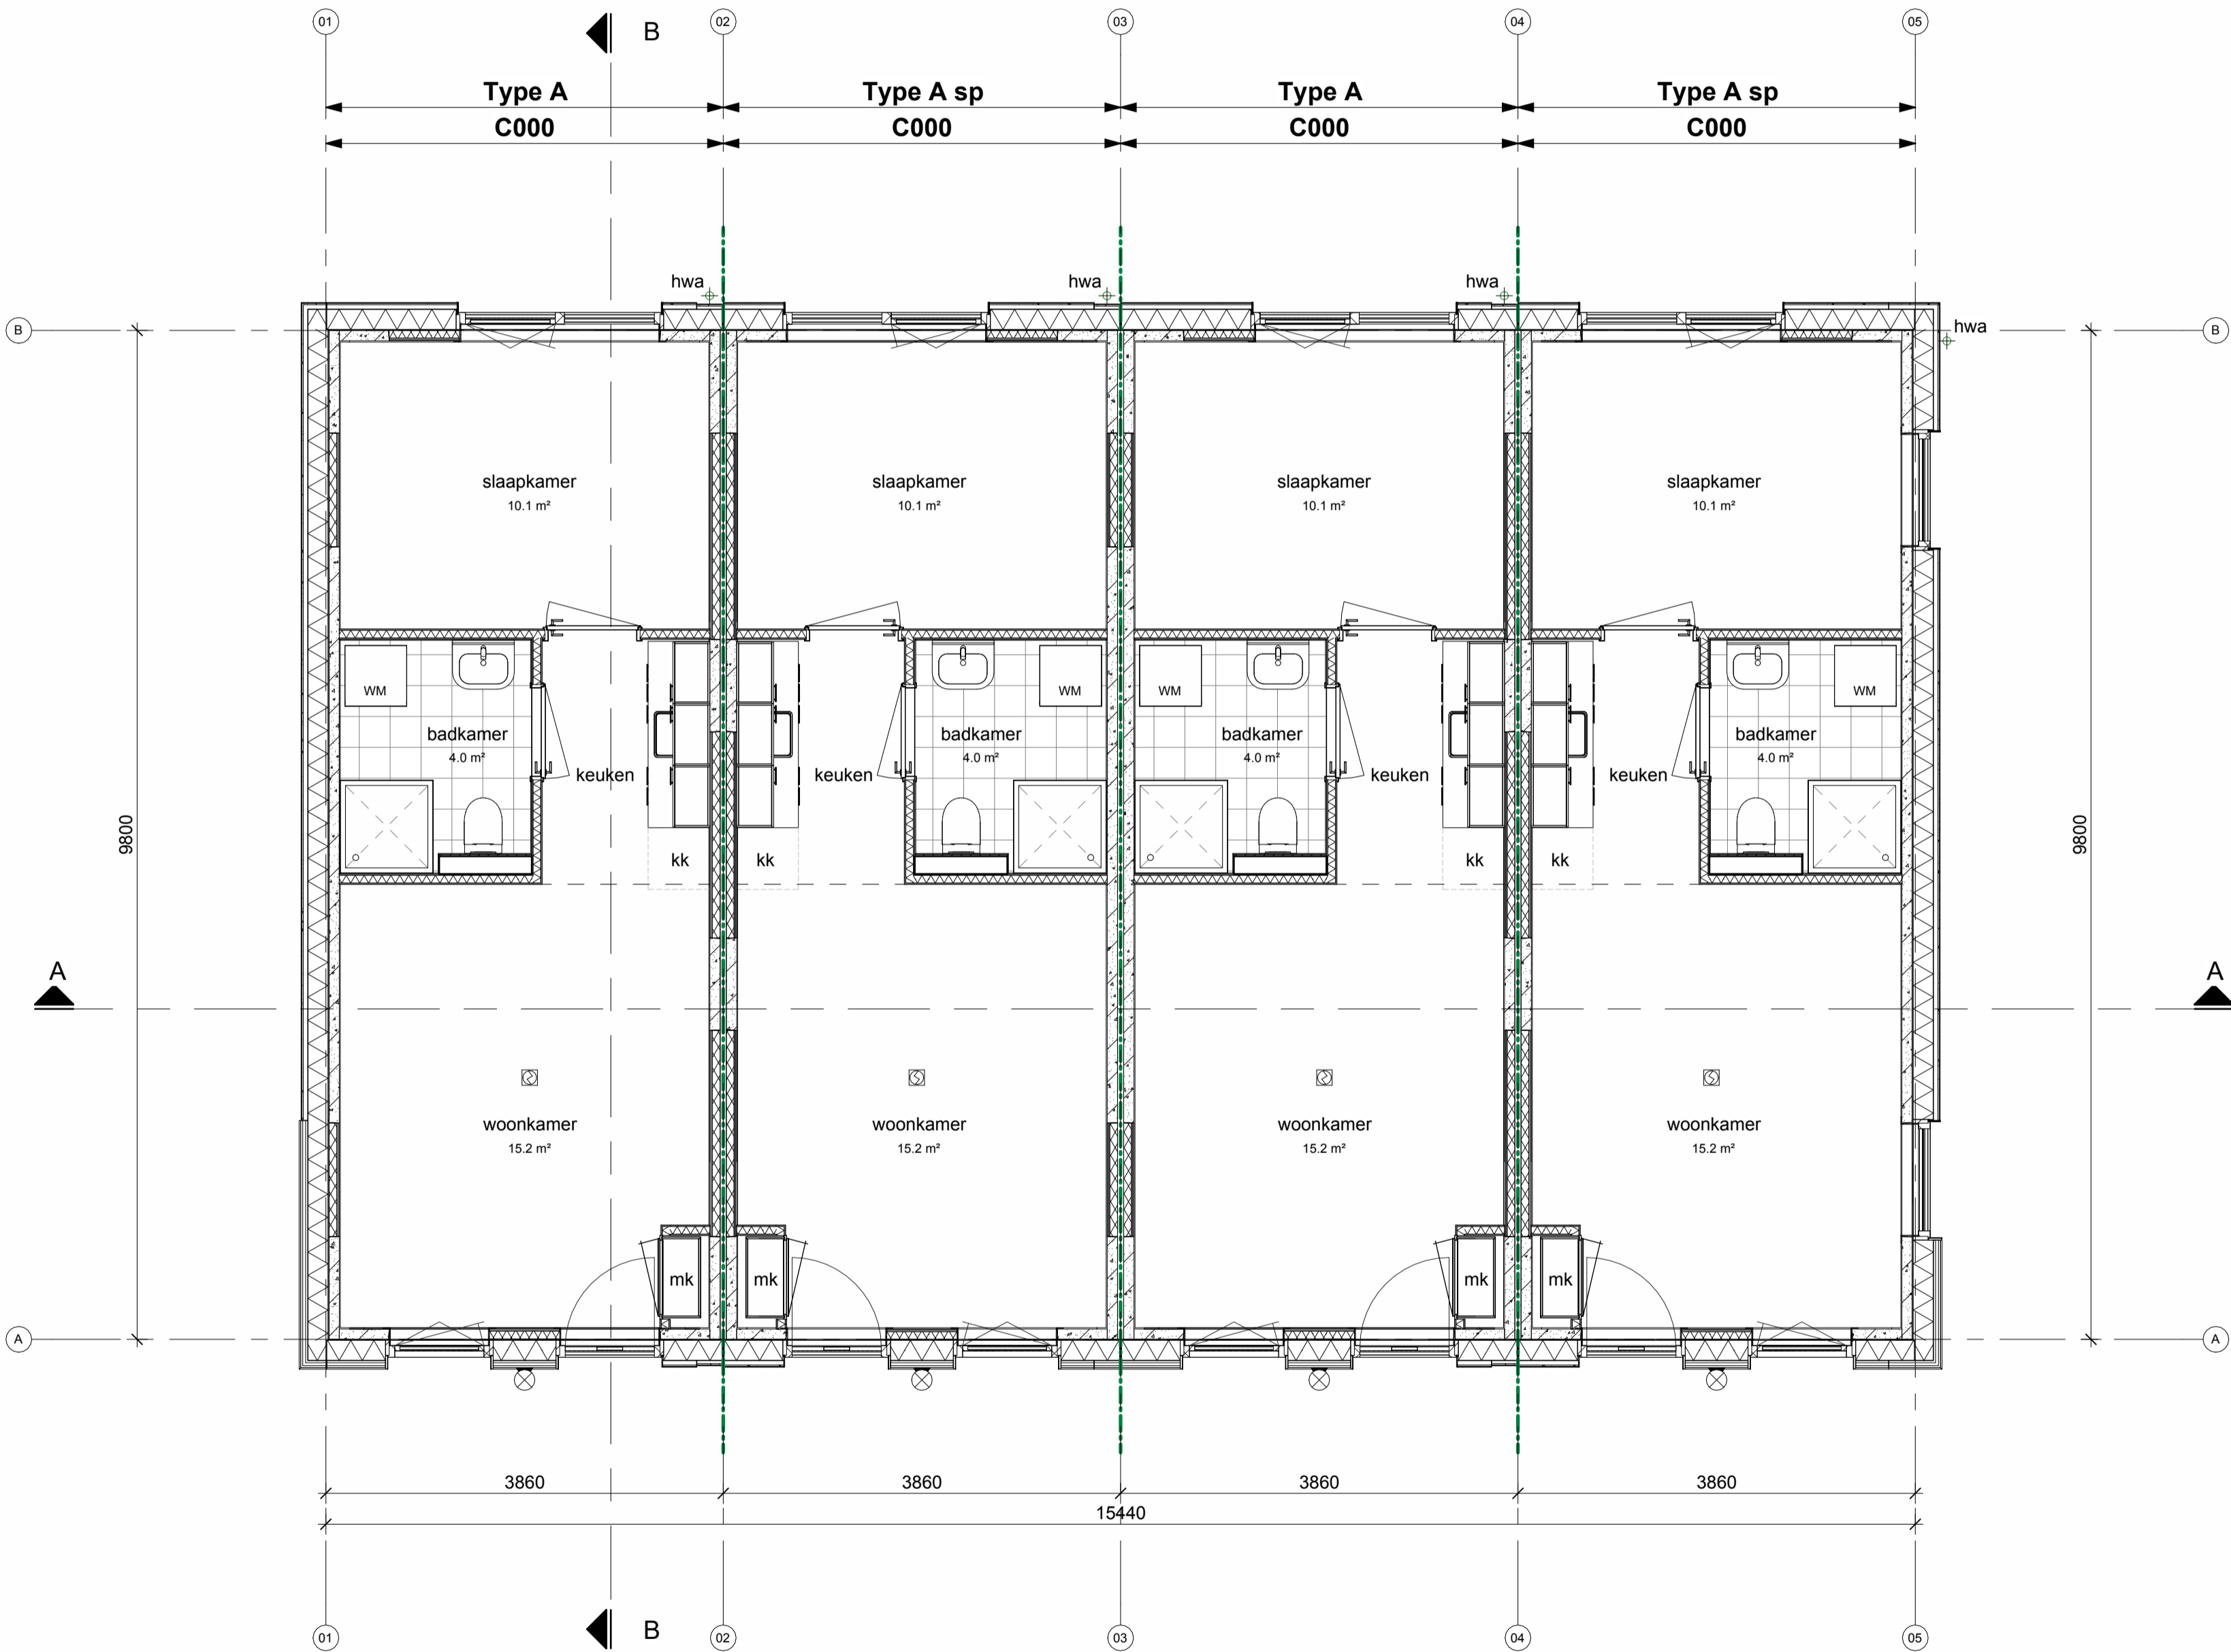 01 02 03 04 05
B
Type A Type A sp Type A Type A sp
C000 C000 C000 C000
hwa hwa hwa
B hwa B
slaapkamer slaapkamer slaapkamer slaapkamer
10.1 m² 10.1 m² 10.1 m² 10.1 m²
WM WM WM WM
badkamer badkamer badkamer badkamer
4.0 m² 4.0 m² 4.0 m² 4.0 m²
keuken keuken keuken keuken
9800 9800
kk kk kk kk
A A
woonkamer woonkamer woonkamer woonkamer
15.2 m² 15.2 m² 15.2 m² 15.2 m²
mk mk mk mk
A A
3860 3860 3860 3860
15440
B
01 02 03 04 05